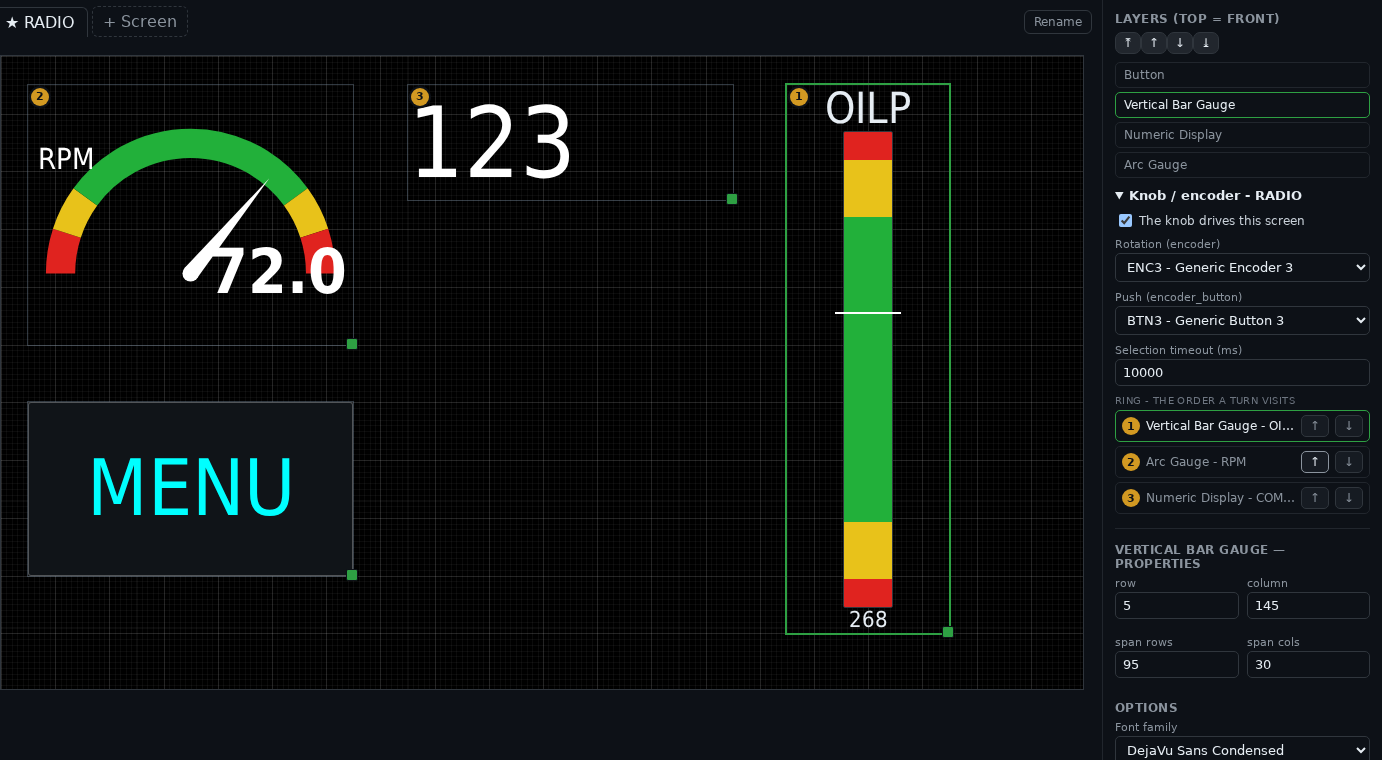 ★ RADIO
+ Screen
Rename
2
RPM
72.0
3
123
1
OILP
268
MENU
LAYERS (TOP = FRONT)
⤒ ↑ ↓ ⤓
Button
Vertical Bar Gauge
Numeric Display
Arc Gauge
▼ Knob / encoder - RADIO
The knob drives this screen
Rotation (encoder)
ENC3 - Generic Encoder 3
Push (encoder_button)
BTN3 - Generic Button 3
Selection timeout (ms)
10000
RING - THE ORDER A TURN VISITS
1 Vertical Bar Gauge - OI... ↑ ↓
2 Arc Gauge - RPM ↑ ↓
3 Numeric Display - COM... ↑ ↓
VERTICAL BAR GAUGE —
PROPERTIES
row column
5 145
span rows span cols
95 30
OPTIONS
Font family
DejaVu Sans Condensed